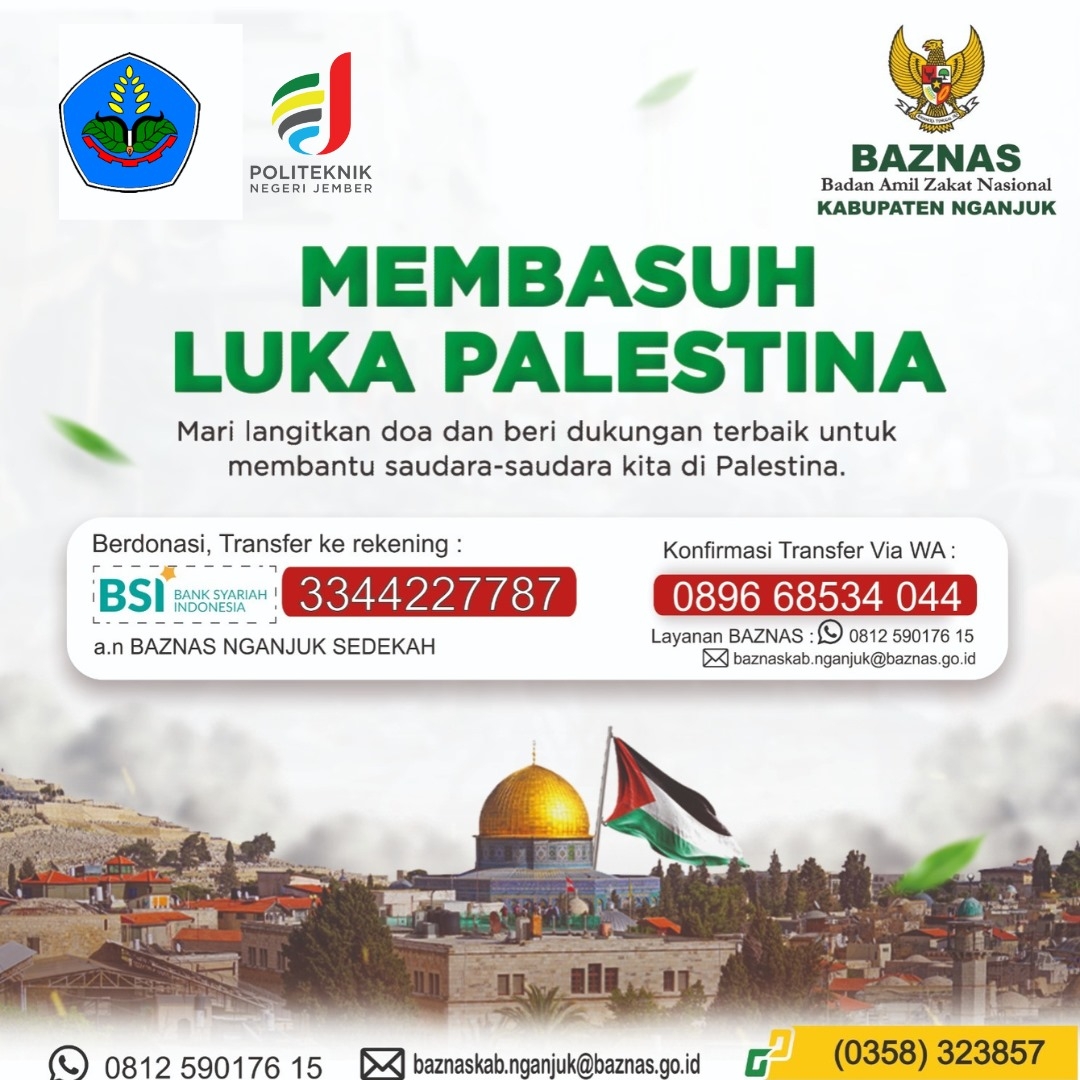 POLITEKNIK
NEGERI JEMBER
BAZNAS
Badan Amil Zakat Nasional
KABUPATEN NGANJUK
MEMBASUH
LUKA PALESTINA
Mari langitkan doa dan beri dukungan terbaik untuk
membantu saudara-saudara kita di Palestina.
Berdonasi, Transfer ke rekening :
BSI BANK SYARIAH
INDONESIA
3344227787
a.n BAZNAS NGANJUK SEDEKAH
Konfirmasi Transfer Via WA :
0896 68534 044
Layanan BAZNAS : 0812 590176 15
baznaskab.nganjuk@baznas.go.id
0812 590176 15
baznaskab.nganjuk@baznas.go.id
(0358) 323857